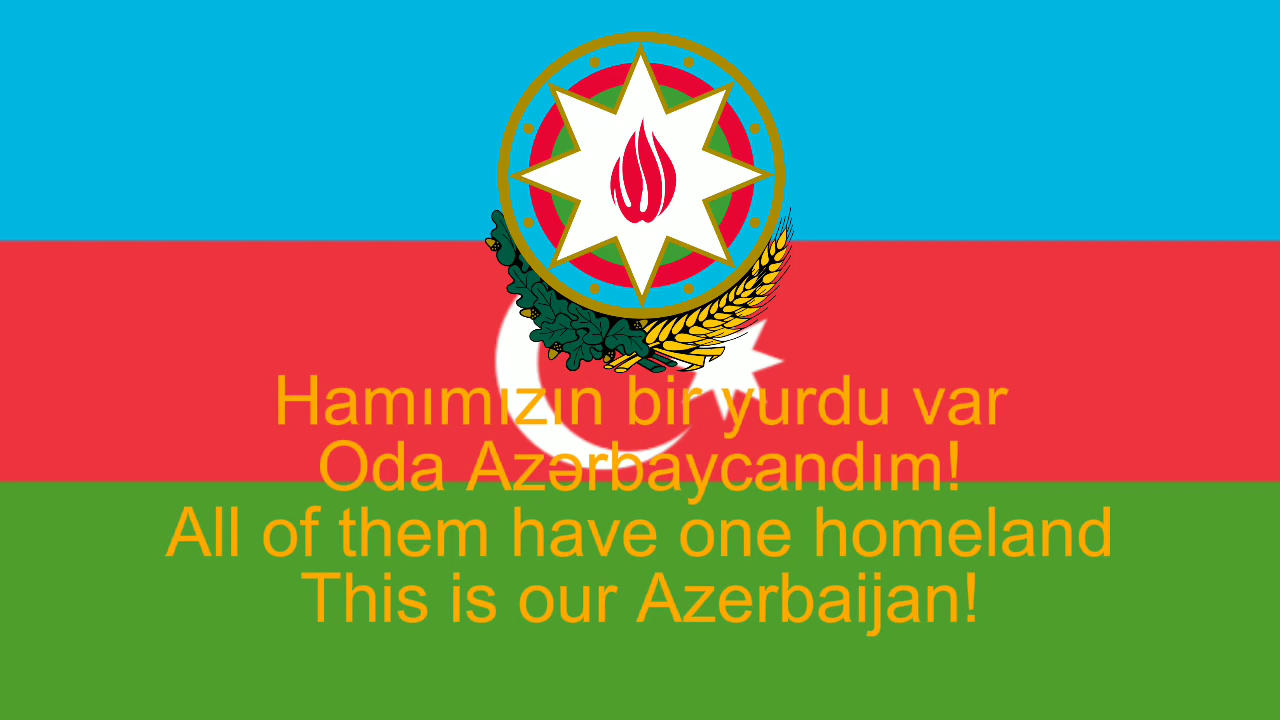 Hamımızın bir yurdu var
Oda Azərbaycandım!
All of them have one homeland
This is our Azerbaijan!